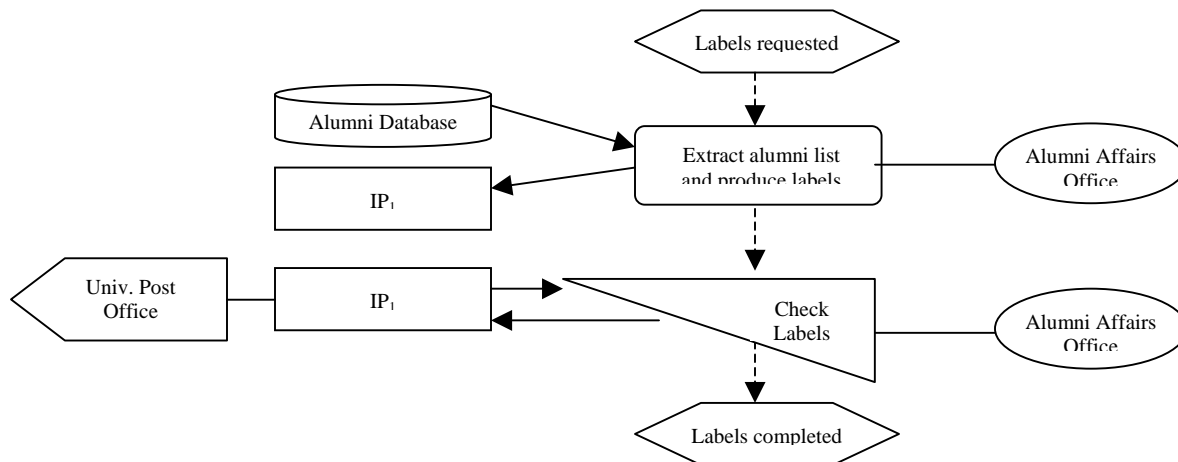 Labels requested
Alumni Database
Extract alumni list
and produce labels
Alumni Affairs
Office
IP₁
Univ. Post
Office
IP₁
Check
Labels
Alumni Affairs
Office
Labels completed